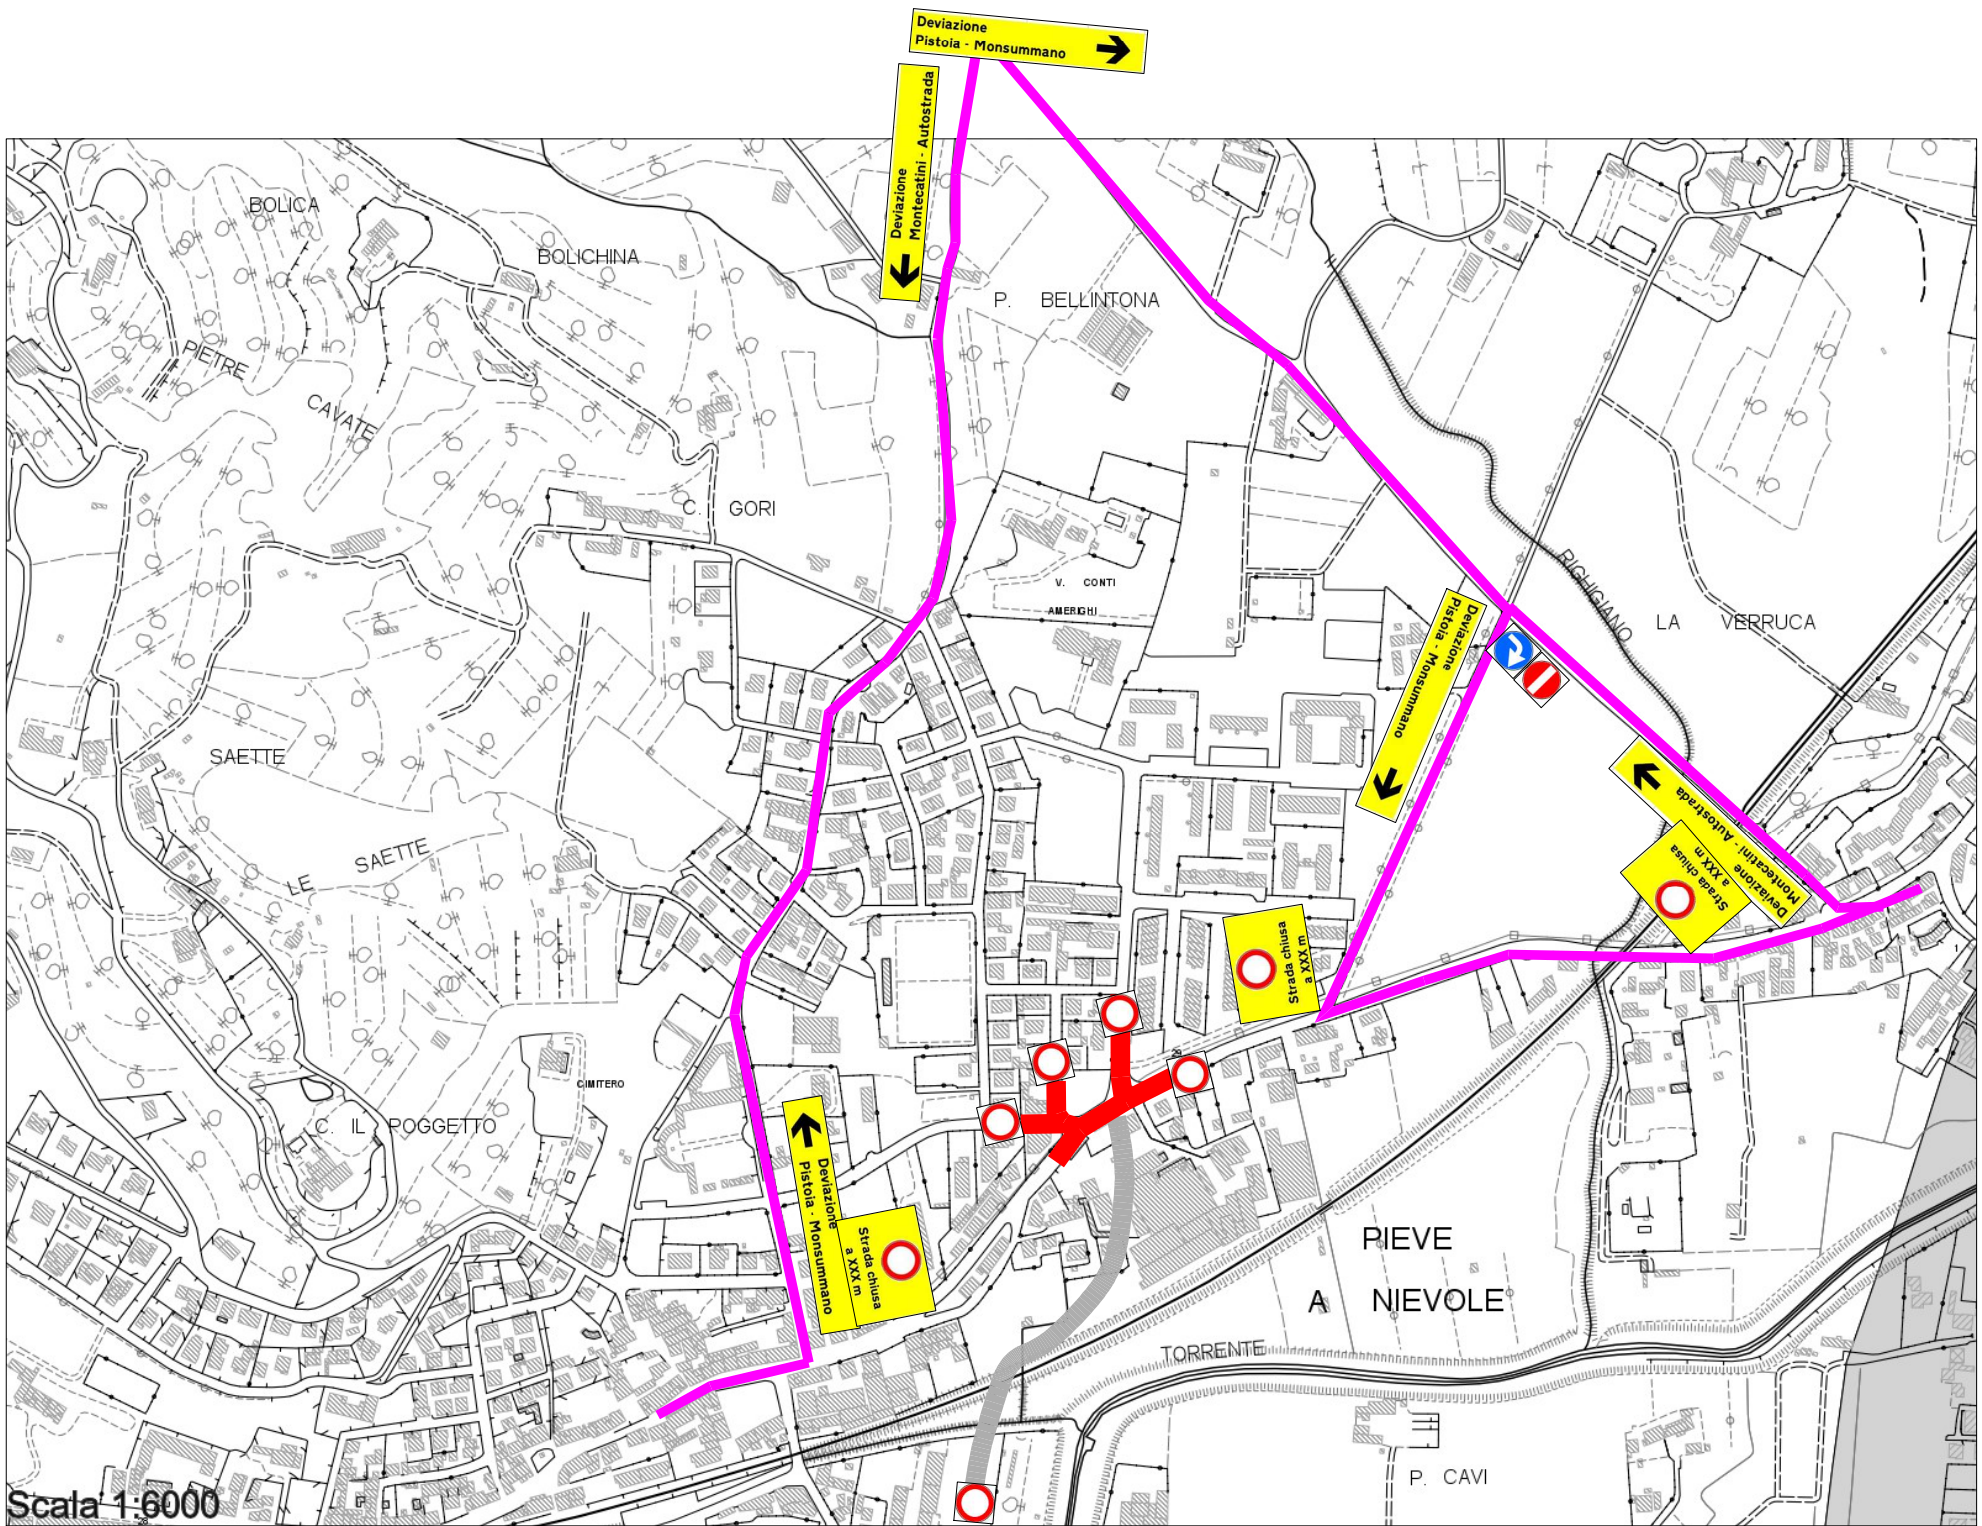 Deviazione
Pistoia - Monsummano
Deviazione
Montecatini - Autostrada
BOLICA
BOLICHINA
P. BELLINTONA
PIETRE
CAVATE
C. GORI
V. CONTI
AMERIGHI
RIGHIGIANO
LA VERRUCA
Deviazione
Pistoia - Monsummano
SAETTE
LE SAETTE
Deviazione
Montecatini - Autostrada
Strada chiusa
a XXX m
Strada chiusa
a XXX m
29
CIMITERO
C. IL POGGETTO
Deviazione
Pistoia - Monsummano
Strada chiusa
a XXX m
PIEVE
A NIEVOLE
TORRENTE
P. CAVI
Scala 1:6000